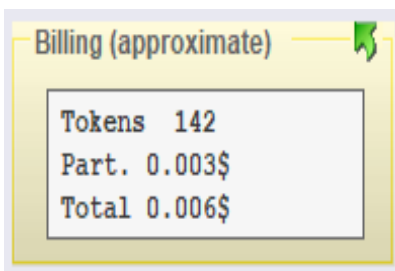 Billing (approximate)
Tokens  142
Part. 0.003$
Total 0.006$